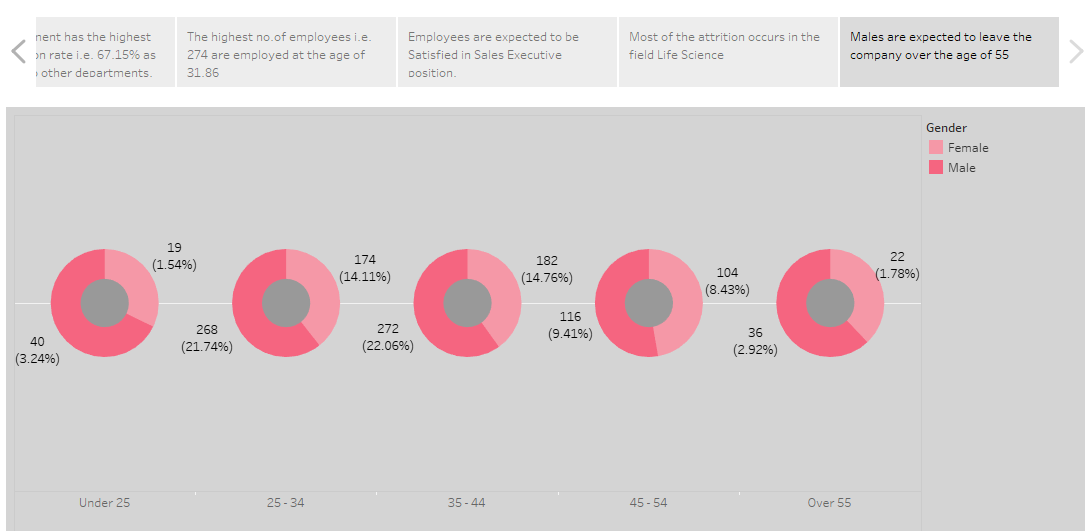 nent has the highest
on rate i.e. 67.15% as
other departments.
The highest no.of employees i.e.
274 are employed at the age of
31.86
Employees are expected to be
Satisfied in Sales Executive
position.
Most of the attrition occurs in the
field Life Science
Males are expected to leave the
company over the age of 55
Gender
Female
Male
19
(1.54%)
40
(3.24%)
174
(14.11%)
268
(21.74%)
182
(14.76%)
272
(22.06%)
104
(8.43%)
116
(9.41%)
22
(1.78%)
36
(2.92%)
Under 25
25 - 34
35 - 44
45 - 54
Over 55